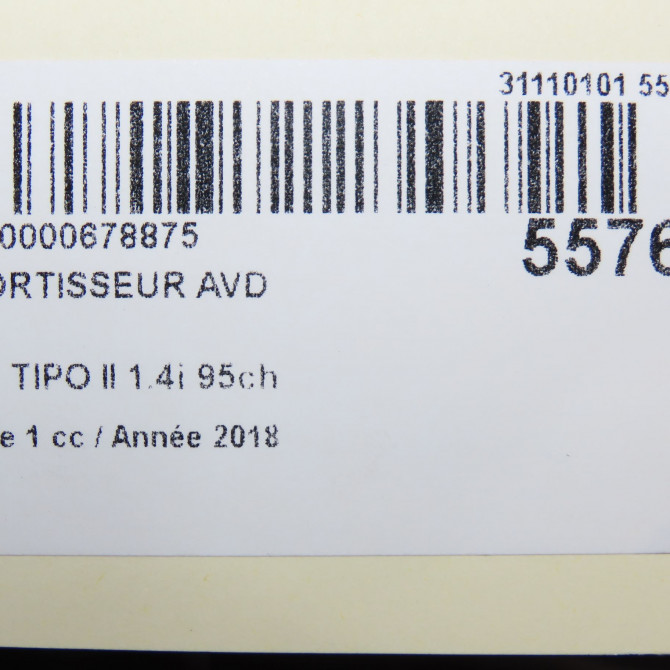 31110101 55
0000678875
5576
ORTISSEUR AVD
TIPO II 1.4i 95ch
e 1 cc / Année 2018